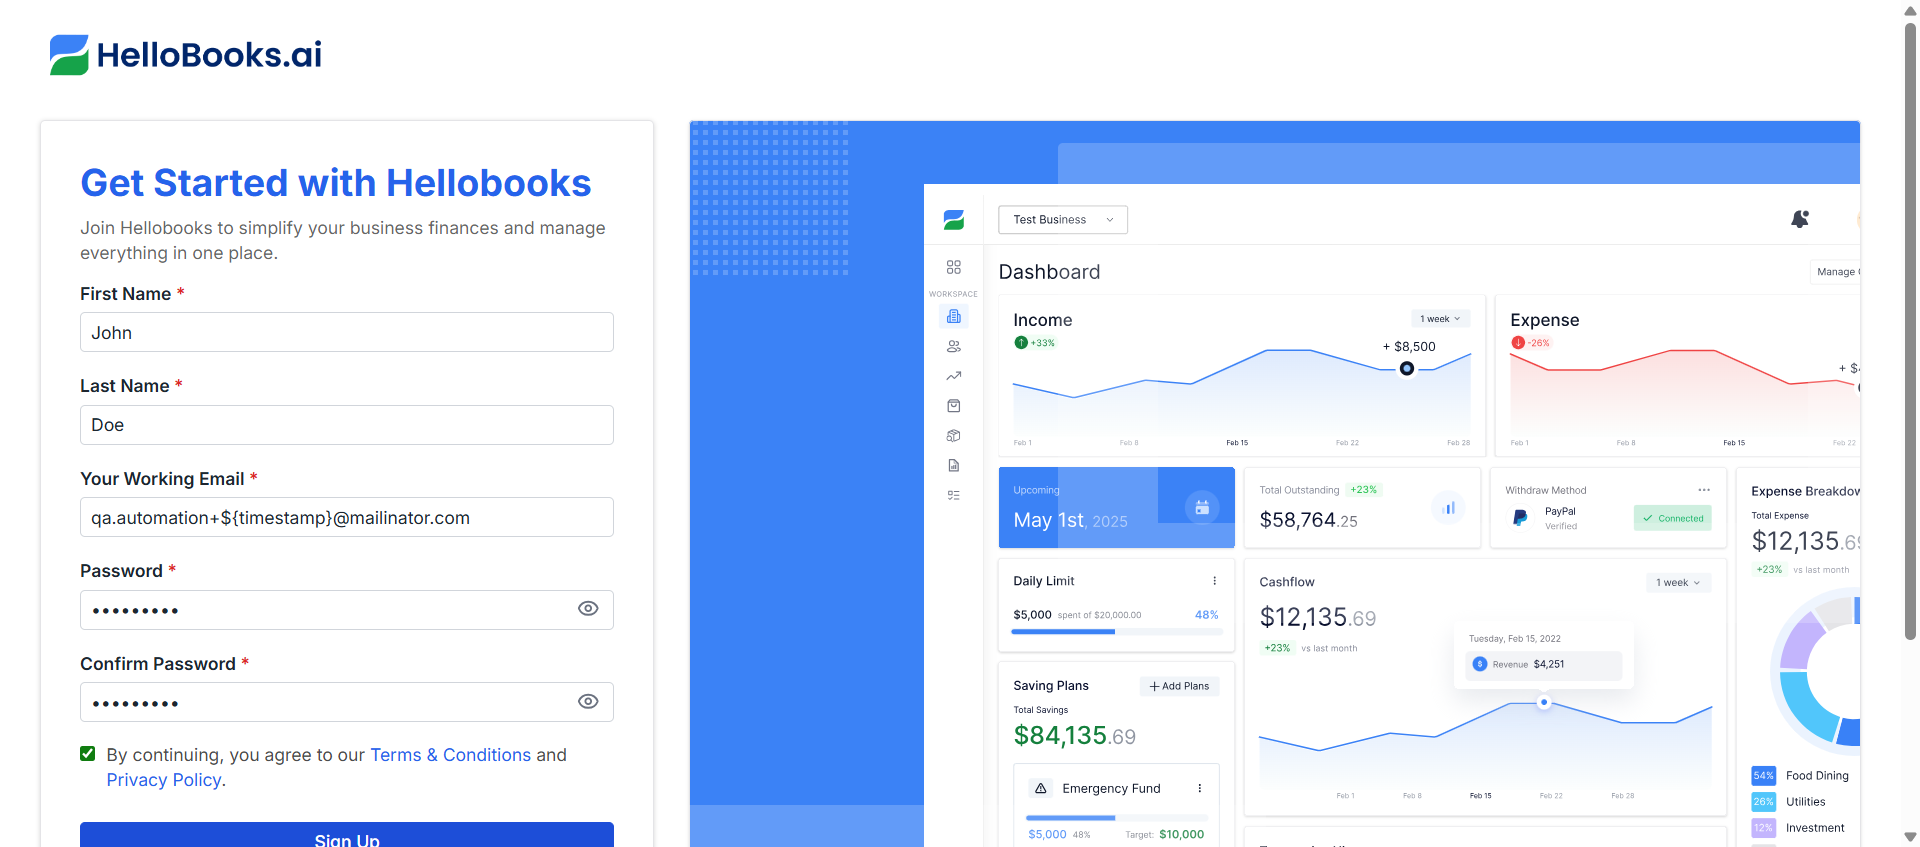 HelloBooks.ai
Get Started with Hellobooks
Join Hellobooks to simplify your business finances and manage
everything in one place.
First Name *
John
Last Name *
Doe
Your Working Email *
qa.automation+${timestamp}@mailinator.com
Password *
•••••••••
Confirm Password *
•••••••••
By continuing, you agree to our Terms & Conditions and
Privacy Policy.
Sign Up
Test Business
Dashboard
Manage
WORKSPACE
Income
1 week
+33%
+ $8,500
Feb 1 Feb 8 Feb 15 Feb 22 Feb 28
Expense
-26%
Feb 1 Feb 8 Feb 15 Feb 22
Upcoming
May 1st, 2025
Total Outstanding +23%
$58,764.25
Withdraw Method
PayPal
Verified
Connected
Expense Breakdow
Total Expense
$12,135.69
+23% vs last month
54% Food Dining
26% Utilities
12% Investment
Daily Limit
$5,000 spent of $20,000.00 48%
Cashflow
1 week
$12,135.69
+23% vs last month
Tuesday, Feb 15, 2022
$ Revenue $4,251
Feb 1 Feb 8 Feb 15 Feb 22 Feb 28
Saving Plans
+ Add Plans
Total Savings
$84,135.69
Emergency Fund
$5,000 48% Target: $10,000